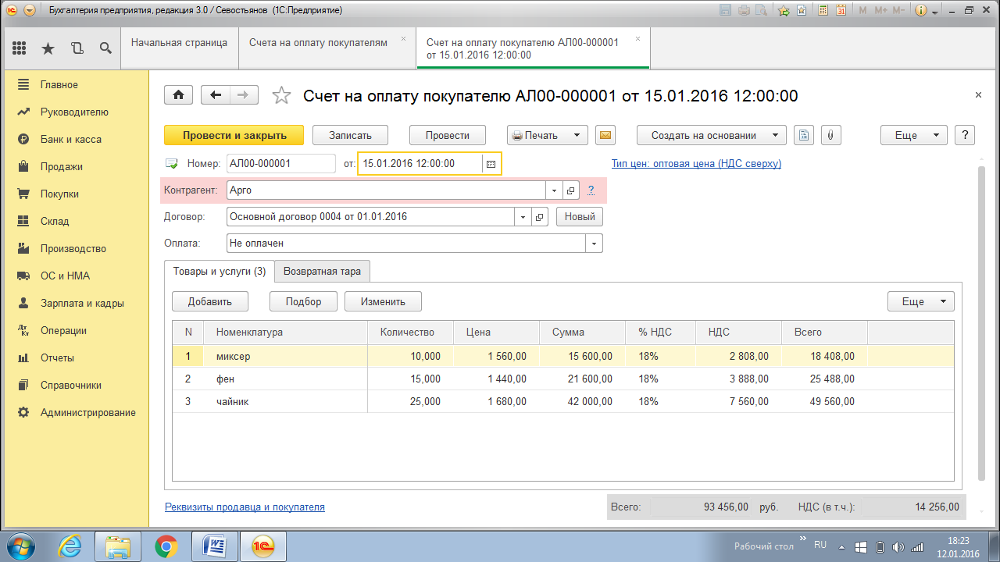 Бухгалтерия предприятия, редакция 3.0 / Севостьянов (1С:Предприятие)
M M+ M-
Начальная страница
Счета на оплату покупателям
Счет на оплату покупателю АЛ00-000001
от 15.01.2016 12:00:00
Главное
Руководителю
Банк и касса
Продажи
Покупки
Склад
Производство
ОС и НМА
Зарплата и кадры
Операции
Отчеты
Справочники
Администрирование
Счет на оплату покупателю АЛ00-000001 от 15.01.2016 12:00:00
Провести и закрыть Записать Провести Печать Создать на основании Еще ?
Номер: АЛ00-000001 от: 15.01.2016 12:00:00 Тип цен: оптовая цена (НДС сверху)
Контрагент: Арго ?
Договор: Основной договор 0004 от 01.01.2016 Новый
Оплата: Не оплачен
Товары и услуги (3) Возвратная тара
Добавить Подбор Изменить Еще
N Номенклатура Количество Цена Сумма % НДС НДС Всего
1 миксер 10,000 1 560,00 15 600,00 18% 2 808,00 18 408,00
2 фен 15,000 1 440,00 21 600,00 18% 3 888,00 25 488,00
3 чайник 25,000 1 680,00 42 000,00 18% 7 560,00 49 560,00
Реквизиты продавца и покупателя
Всего: 93 456,00 руб. НДС (в т.ч.): 14 256,00
Рабочий стол » RU 18:23
12.01.2016